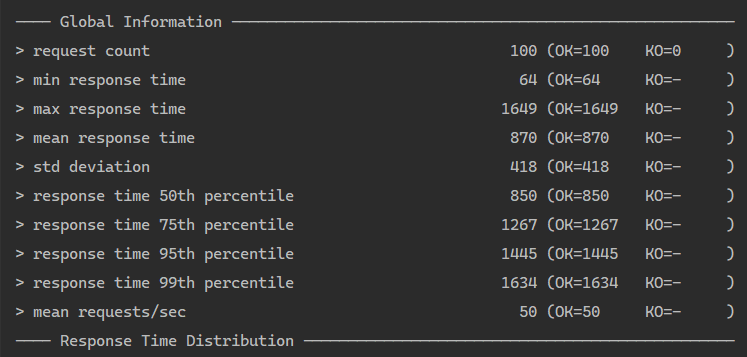 ---- Global Information --------------------------------------------------------
> request count                                        100 (OK=100    KO=0     )
> min response time                                     64 (OK=64     KO=-     )
> max response time                                   1649 (OK=1649   KO=-     )
> mean response time                                   870 (OK=870    KO=-     )
> std deviation                                        418 (OK=418    KO=-     )
> response time 50th percentile                        850 (OK=850    KO=-     )
> response time 75th percentile                       1267 (OK=1267   KO=-     )
> response time 95th percentile                       1445 (OK=1445   KO=-     )
> response time 99th percentile                       1634 (OK=1634   KO=-     )
> mean requests/sec                                     50 (OK=50     KO=-     )
---- Response Time Distribution ------------------------------------------------